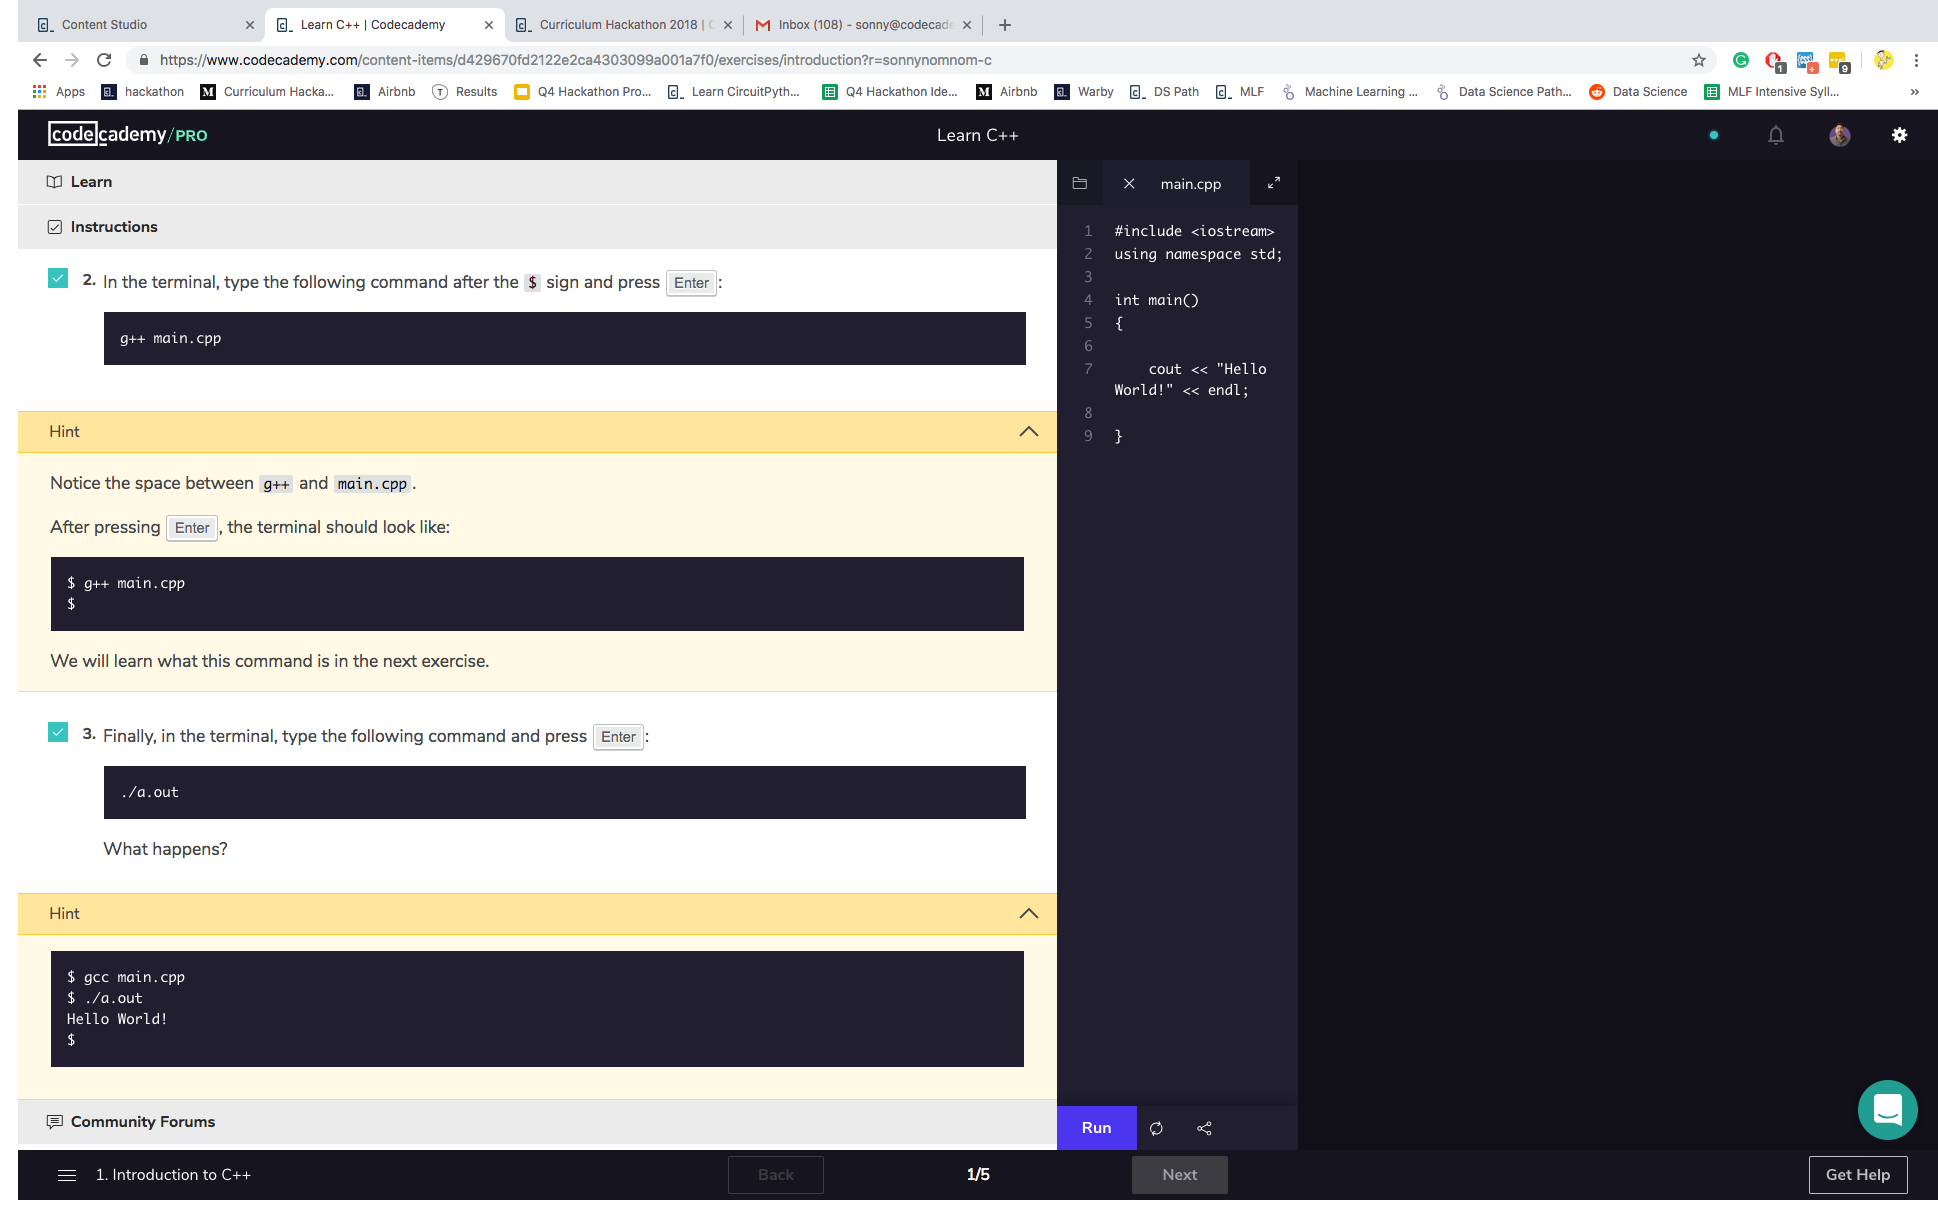 Content Studio
Learn C++ | Codecademy
Curriculum Hackathon 2018 |
Inbox (108) - sonny@codecade
https://www.codecademy.com/content-items/d429670fd2122e2ca4303099a001a7f0/exercises/introduction?r=sonnynomnom-c
1
9
Apps
hackathon
Curriculum Hacka...
Airbnb
Results
Q4 Hackathon Pro...
Learn CircuitPyth...
Q4 Hackathon Ide...
Airbnb
Warby
DS Path
MLF
Machine Learning ...
Data Science Path...
Data Science
MLF Intensive Syll...
»
codecademy/PRO
Learn C++
Learn
Instructions
2. In the terminal, type the following command after the $ sign and press Enter:
g++ main.cpp
Hint
Notice the space between g++ and main.cpp.
After pressing Enter, the terminal should look like:
$ g++ main.cpp
$
We will learn what this command is in the next exercise.
3. Finally, in the terminal, type the following command and press Enter:
./a.out
What happens?
Hint
$ gcc main.cpp
$ ./a.out
Hello World!
$
Community Forums
main.cpp
1 #include <iostream>
2 using namespace std;
3
4 int main()
5 {
6
7 cout << "Hello
World!" << endl;
8
9 }
Run
1. Introduction to C++
Back
1/5
Next
Get Help